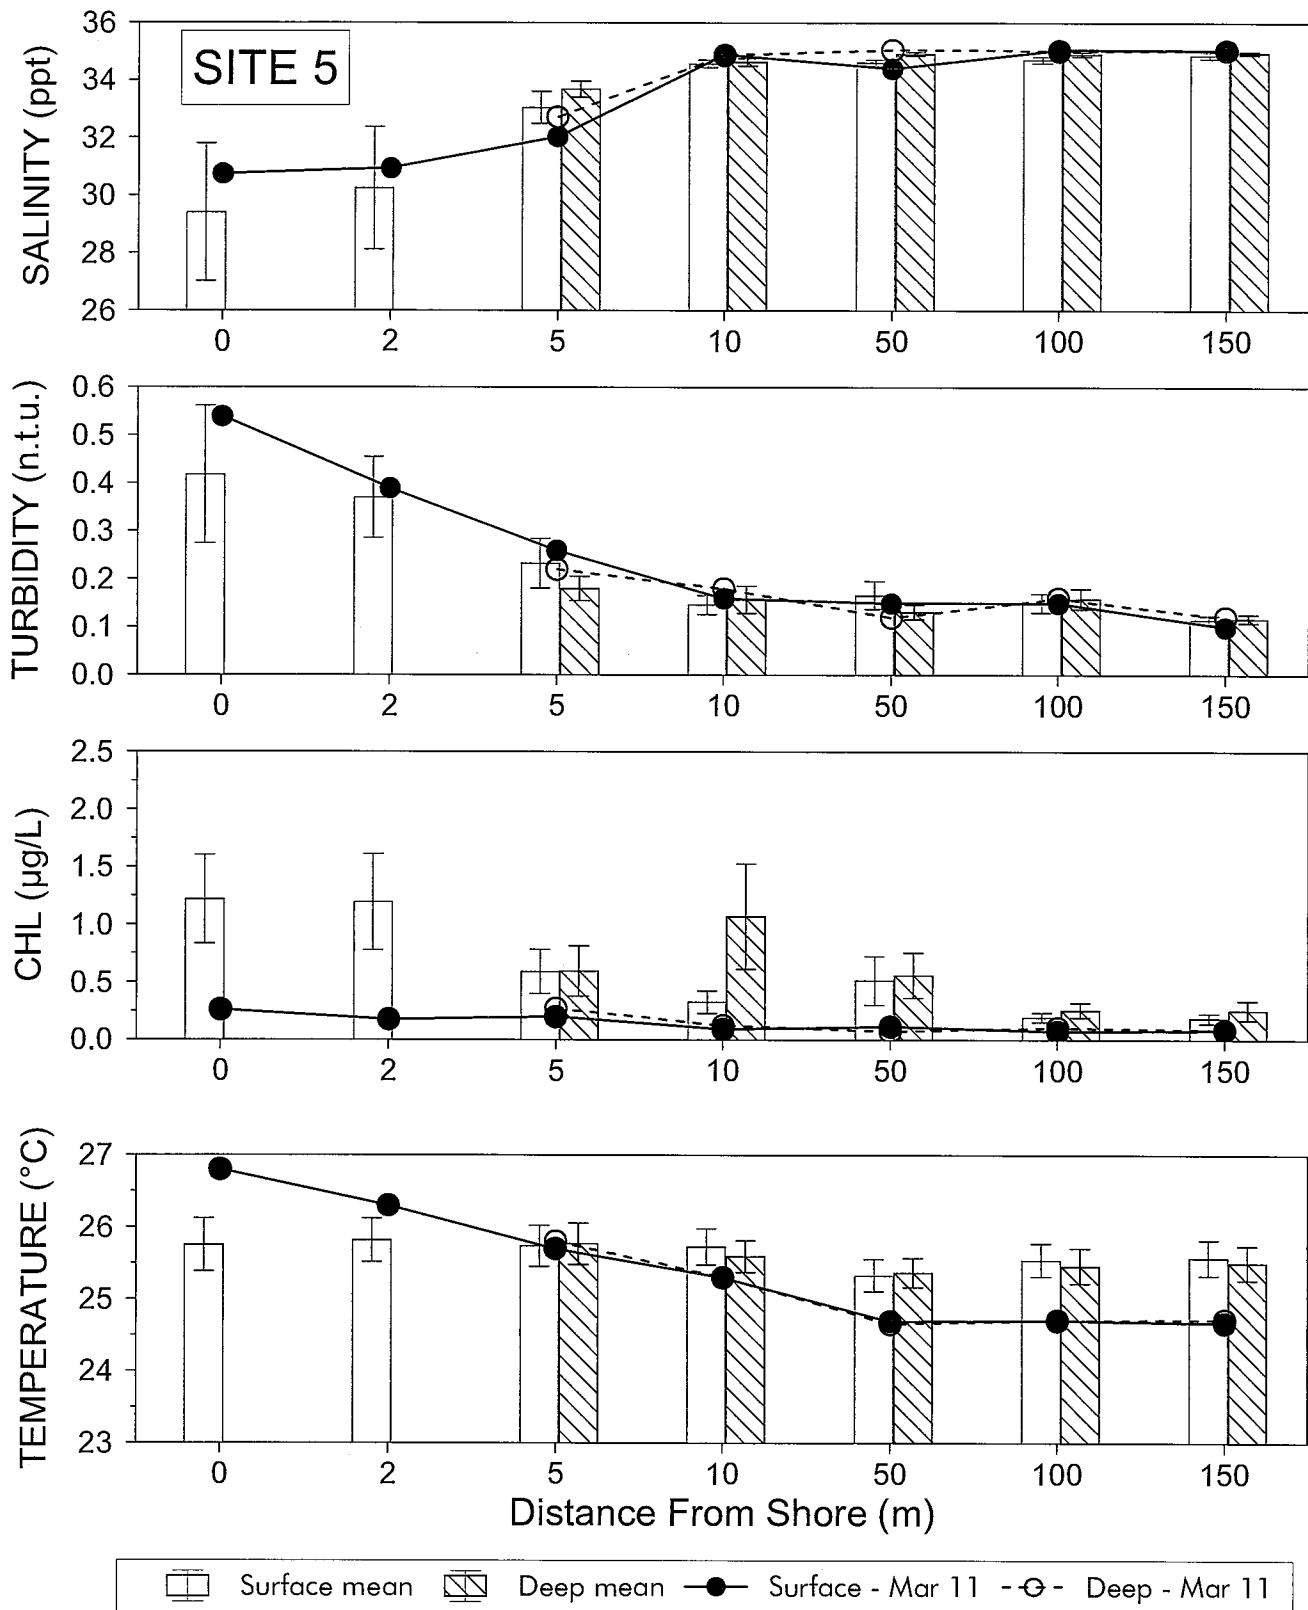 SITE 5
SALINITY (ppt)
36
34
32
30
28
26
0 2 5 10 50 100 150
TURBIDITY (n.t.u.)
0.6
0.5
0.4
0.3
0.2
0.1
0.0
0 2 5 10 50 100 150
CHL (µg/L)
2.5
2.0
1.5
1.0
0.5
0.0
0 2 5 10 50 100 150
TEMPERATURE (°C)
27
26
25
24
23
0 2 5 10 50 100 150
Distance From Shore (m)
Surface mean Deep mean Surface - Mar 11 Deep - Mar 11